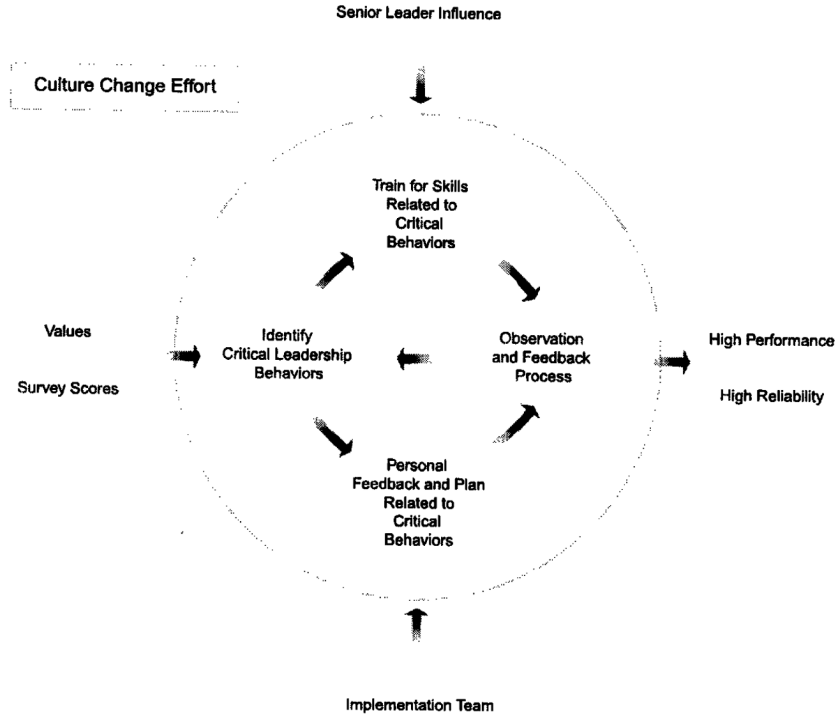 Senior Leader Influence
Culture Change Effort
Train for Skills
Related to
Critical
Behaviors
Values
Survey Scores
Identify
Critical Leadership
Behaviors
Observation
and Feedback
Process
High Performance
High Reliability
Personal
Feedback and Plan
Related to
Critical
Behaviors
Implementation Team